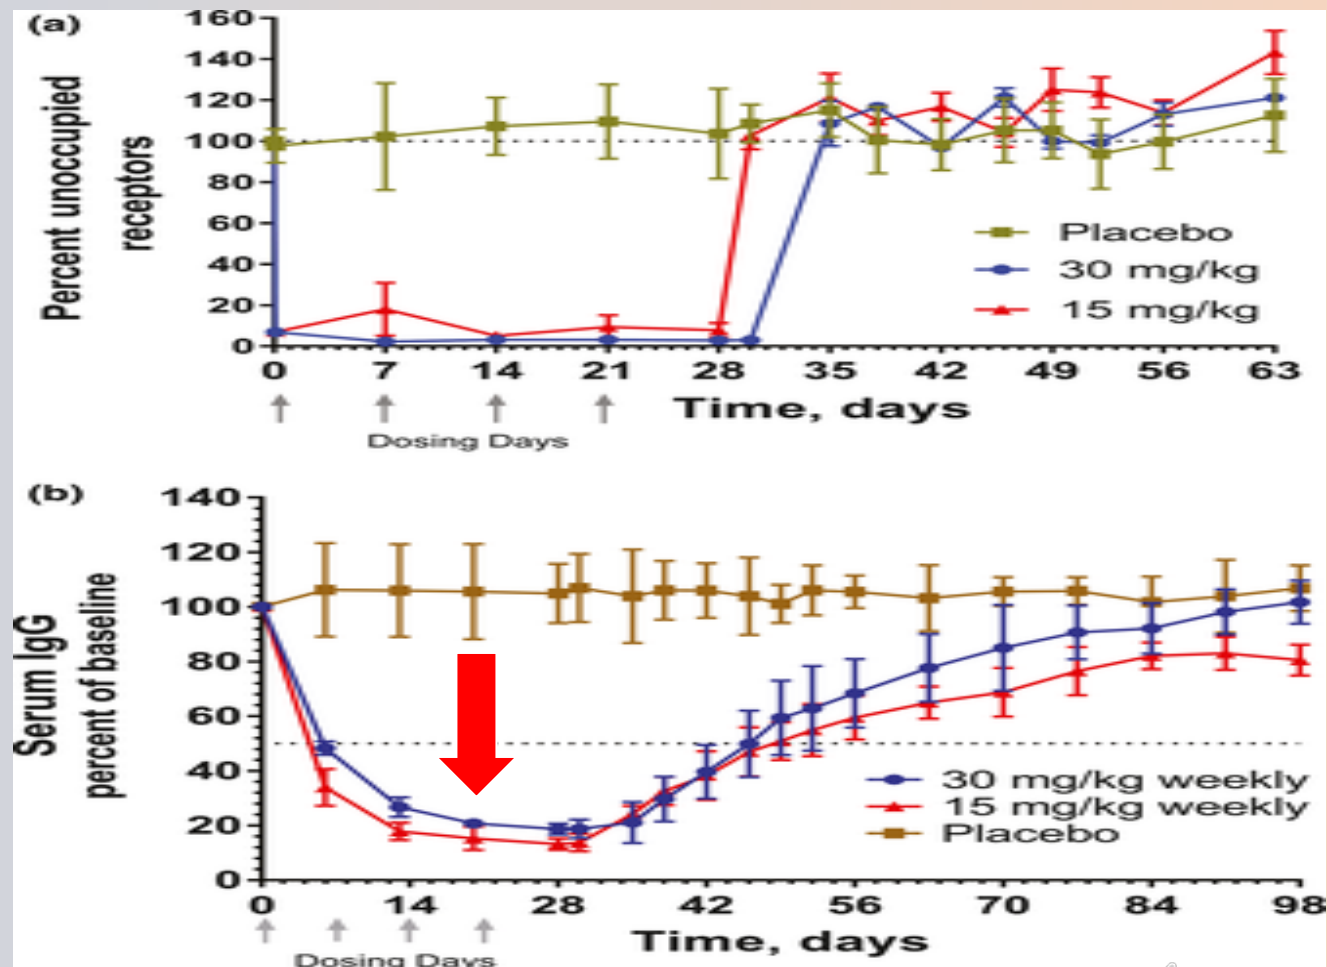 (a)
Percent unoccupied
receptors
160
140
120
100
80
60
40
20
0
Placebo
30 mg/kg
15 mg/kg
0 7 14 21 28 35 42 49 56 63
Time, days
Dosing Days
(b)
Serum IgG
percent of baseline
140
120
100
80
60
40
20
0
30 mg/kg weekly
15 mg/kg weekly
Placebo
0 14 28 42 56 70 84 98
Time, days
Dosing Days